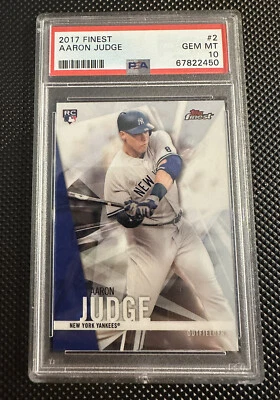 2017 FINEST #2
AARON JUDGE GEM MT
10
PSA 67822450
RC
Topps
finest
NEW YORK
AARON
JUDGE
NEW YORK YANKEES®
OUTFIELDER